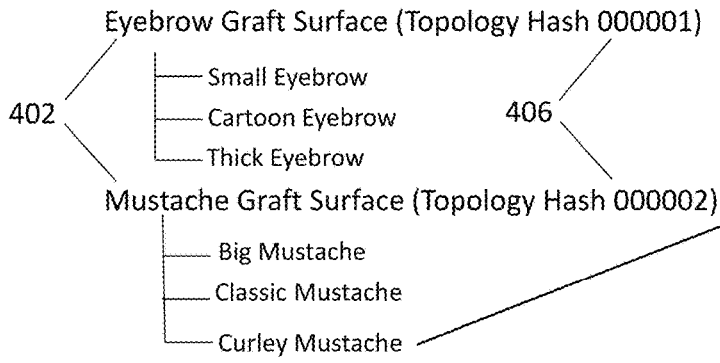 Eyebrow Graft Surface (Topology Hash 000001)
Small Eyebrow
402
Cartoon Eyebrow
406
Thick Eyebrow
Mustache Graft Surface (Topology Hash 000002)
Big Mustache
Classic Mustache
Curley Mustache